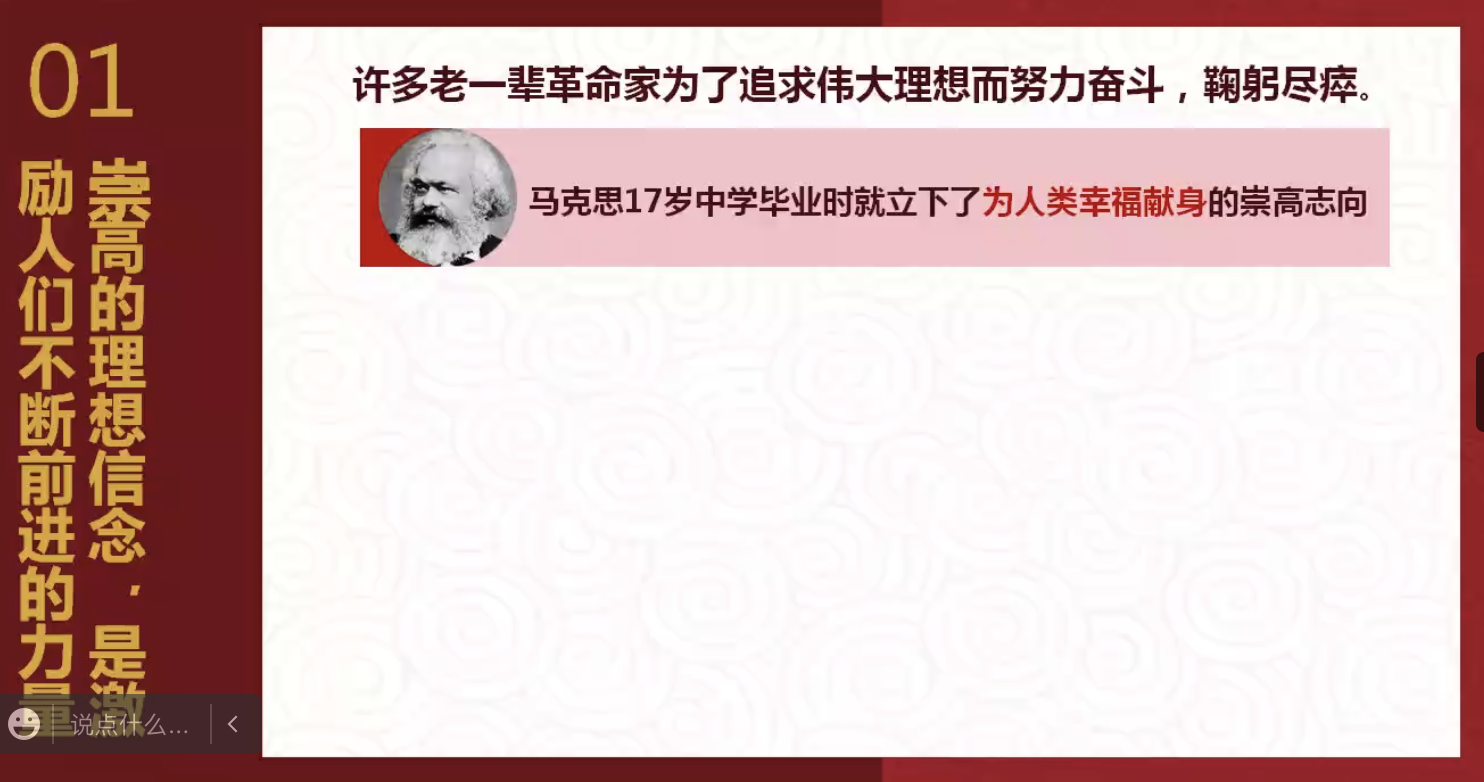 01
崇高的理想信念，是激
励人们不断前进的力量
许多老一辈革命家为了追求伟大理想而努力奋斗，鞠躬尽瘁。
马克思17岁中学毕业时就立下了为人类幸福献身的崇高志向
说点什么...